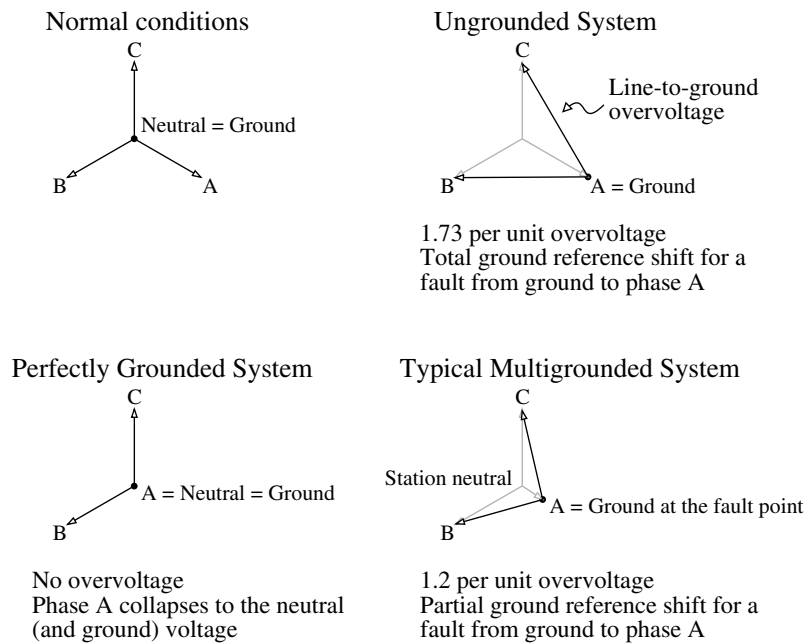 Normal conditions
C
Neutral = Ground
B
A
Ungrounded System
C
Line-to-ground
overvoltage
B
A = Ground
1.73 per unit overvoltage
Total ground reference shift for a
fault from ground to phase A
Perfectly Grounded System
C
A = Neutral = Ground
B
No overvoltage
Phase A collapses to the neutral
(and ground) voltage
Typical Multigrounded System
C
Station neutral
A = Ground at the fault point
B
1.2 per unit overvoltage
Partial ground reference shift for a
fault from ground to phase A